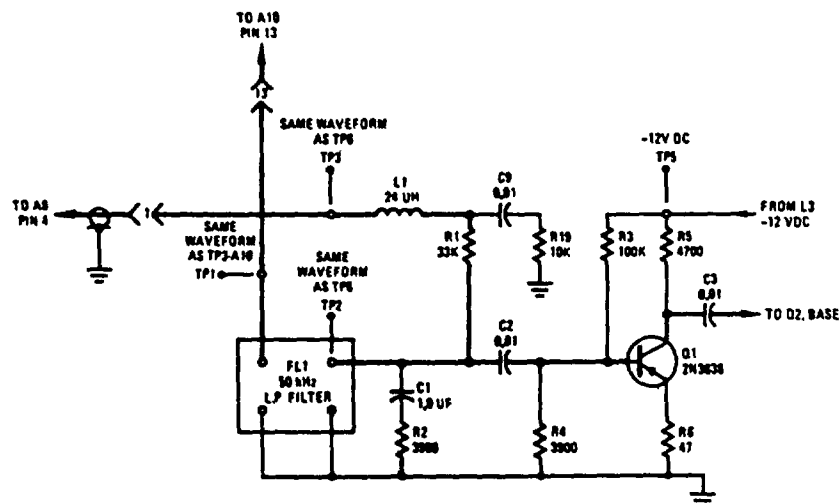 TO A10
PIN 13
13
SAME WAVEFORM
AS TP6
TP3
-12V DC
TP5
L1
24 UH
C9
0.01
TO A6
PIN 4
1
FROM L3
-12 VDC
SAME
WAVEFORM
AS TP3-A10
TP1
SAME
WAVEFORM
AS TP6
TP2
R1
33K
R19
10K
R3
100K
R5
4700
C3
0.01
TO Q2, BASE
C2
0.01
Q1
2N3638
FL1
50 kHz
L.P FILTER
C1
1.0 UF
R2
3900
R4
3900
R6
47